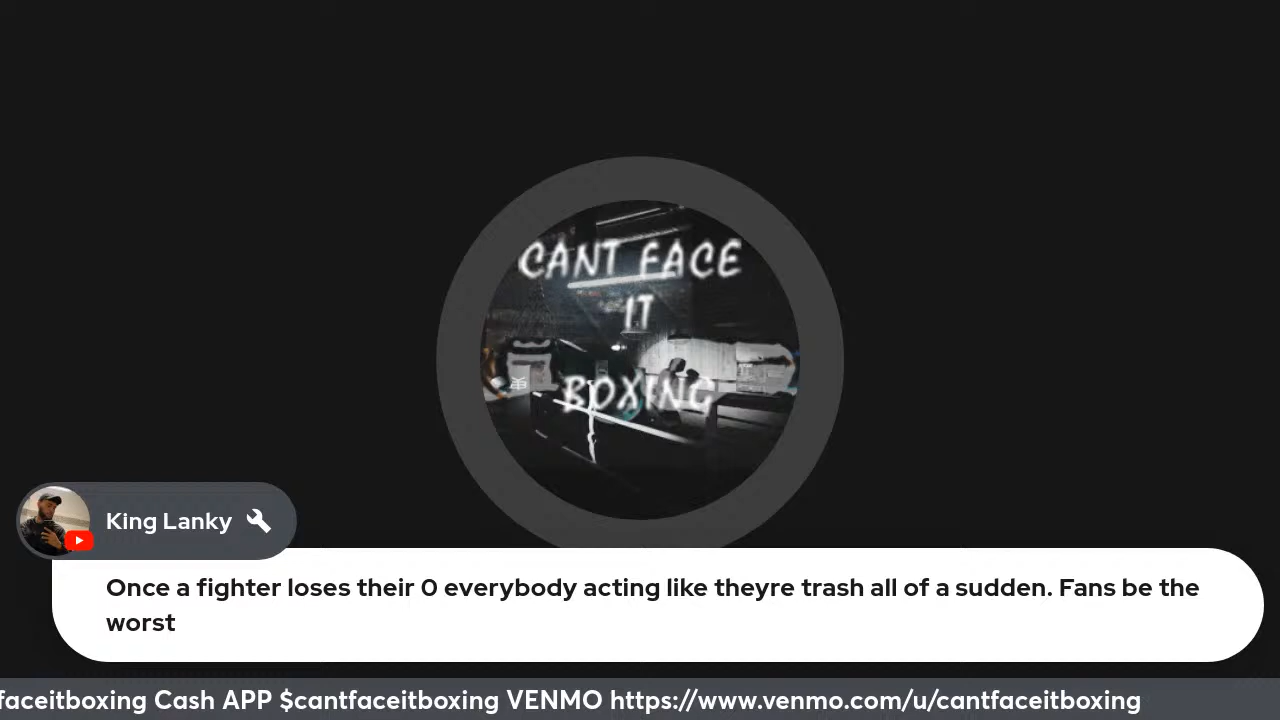 CANT FACE
IT
BOXING
King Lanky
Once a fighter loses their 0 everybody acting like theyre trash all of a sudden. Fans be the
worst
faceitboxing Cash APP $cantfaceitboxing VENMO https://www.venmo.com/u/cantfaceitboxing